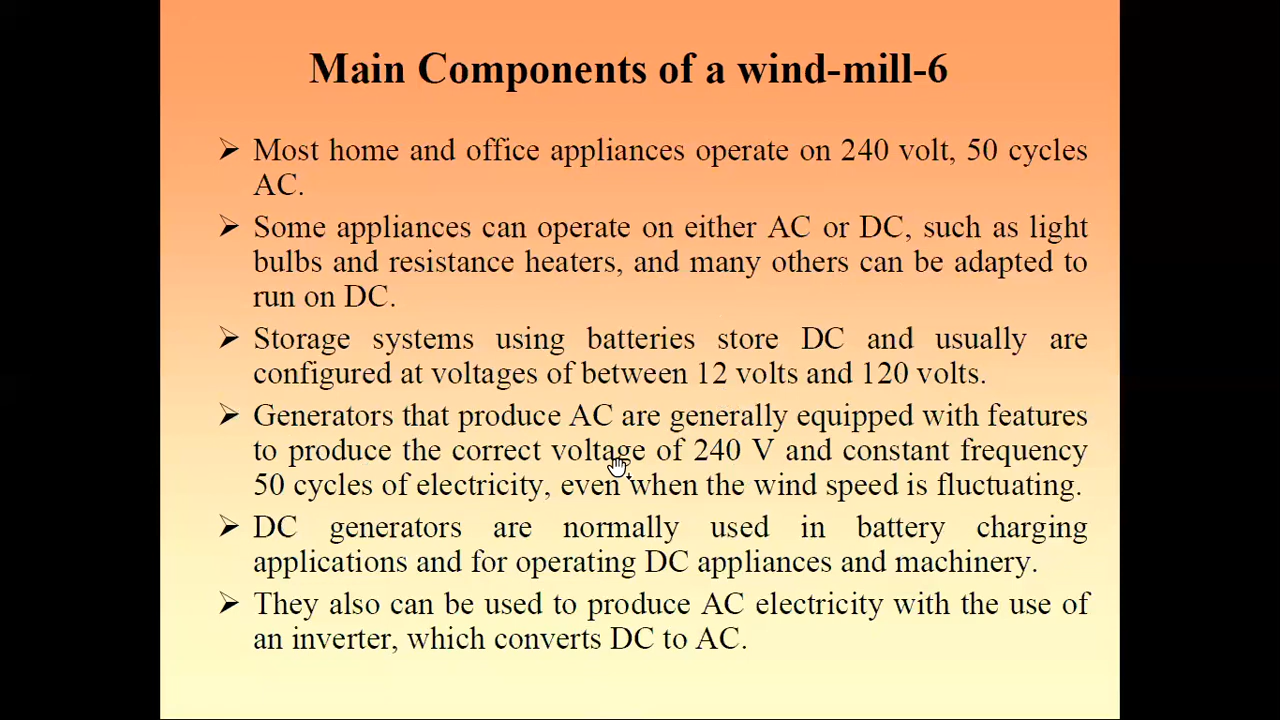 Main Components of a wind-mill-6
➢ Most home and office appliances operate on 240 volt, 50 cycles
AC.
➢ Some appliances can operate on either AC or DC, such as light
bulbs and resistance heaters, and many others can be adapted to
run on DC.
➢ Storage systems using batteries store DC and usually are
configured at voltages of between 12 volts and 120 volts.
➢ Generators that produce AC are generally equipped with features
to produce the correct voltage of 240 V and constant frequency
50 cycles of electricity, even when the wind speed is fluctuating.
➢ DC generators are normally used in battery charging
applications and for operating DC appliances and machinery.
➢ They also can be used to produce AC electricity with the use of
an inverter, which converts DC to AC.